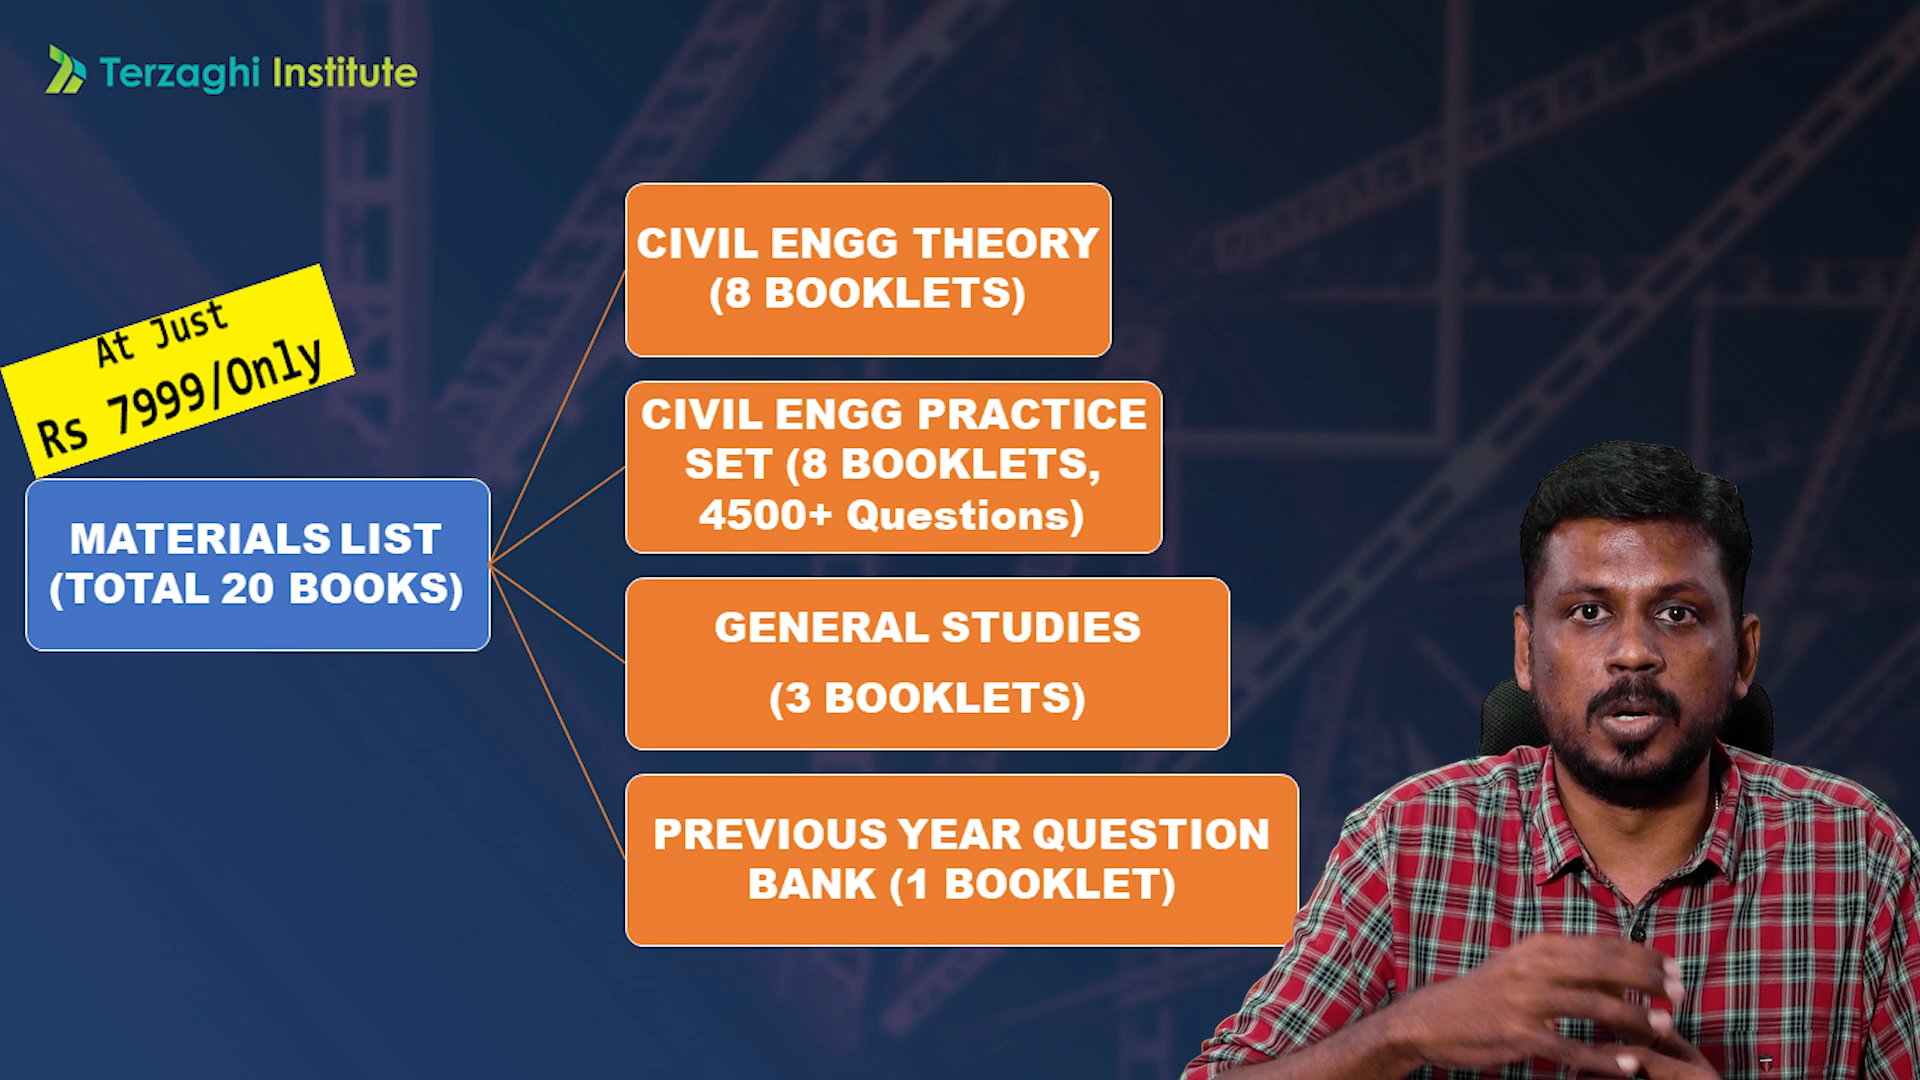 Terzaghi Institute
At Just
Rs 7999/Only
MATERIALS LIST
(TOTAL 20 BOOKS)
CIVIL ENGG THEORY
(8 BOOKLETS)
CIVIL ENGG PRACTICE
SET (8 BOOKLETS,
4500+ Questions)
GENERAL STUDIES
(3 BOOKLETS)
PREVIOUS YEAR QUESTION
BANK (1 BOOKLET)